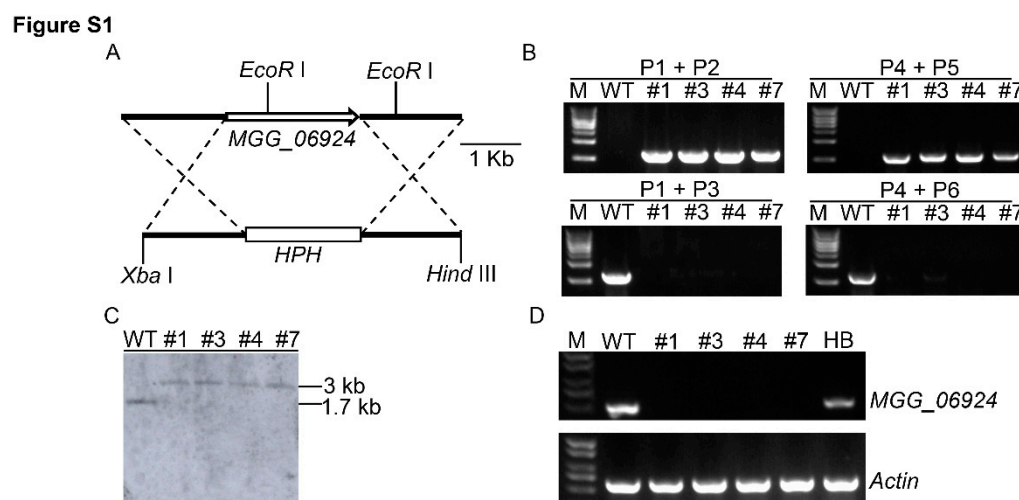 Figure S1
A
EcoR I
EcoR I
MGG_06924
1 Kb
HPH
Xba I
Hind III
B
P1 + P2
M WT #1 #3 #4 #7
P4 + P5
M WT #1 #3 #4 #7
P1 + P3
M WT #1 #3 #4 #7
P4 + P6
M WT #1 #3 #4 #7
C
WT #1 #3 #4 #7
3 kb
1.7 kb
D
M WT #1 #3 #4 #7 HB
MGG_06924
Actin